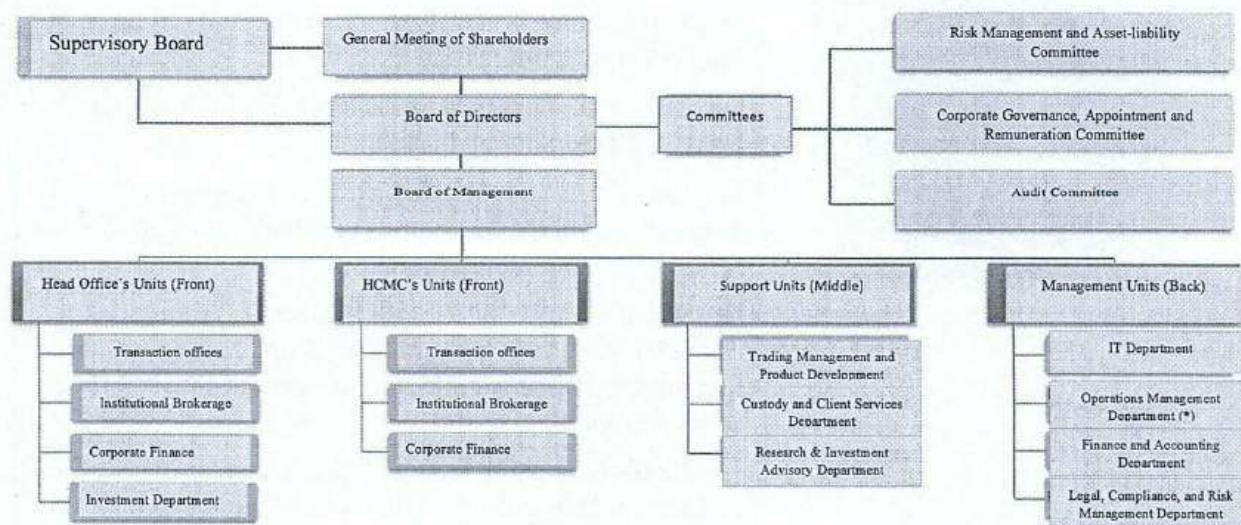 Supervisory Board
General Meeting of Shareholders
Risk Management and Asset-liability
Committee
Board of Directors
Committees
Corporate Governance, Appointment and
Remuneration Committee
Board of Management
Audit Committee
Head Office's Units (Front)
HCMC's Units (Front)
Support Units (Middle)
Management Units (Back)
Transaction offices
Institutional Brokerage
Corporate Finance
Investment Department
Transaction offices
Institutional Brokerage
Corporate Finance
Trading Management and
Product Development
Custody and Client Services
Department
Research & Investment
Advisory Department
IT Department
Operations Management
Department (*)
Finance and Accounting
Department
Legal, Compliance, and Risk
Management Department